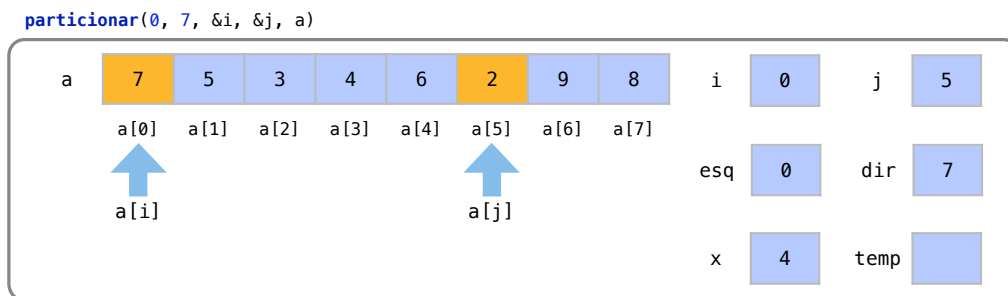 particionar(0, 7, &i, &j, a)
a 7 5 3 4 6 2 9 8 i 0 j 5
a[0] a[1] a[2] a[3] a[4] a[5] a[6] a[7]
esq 0 dir 7
a[i] a[j]
x 4 temp